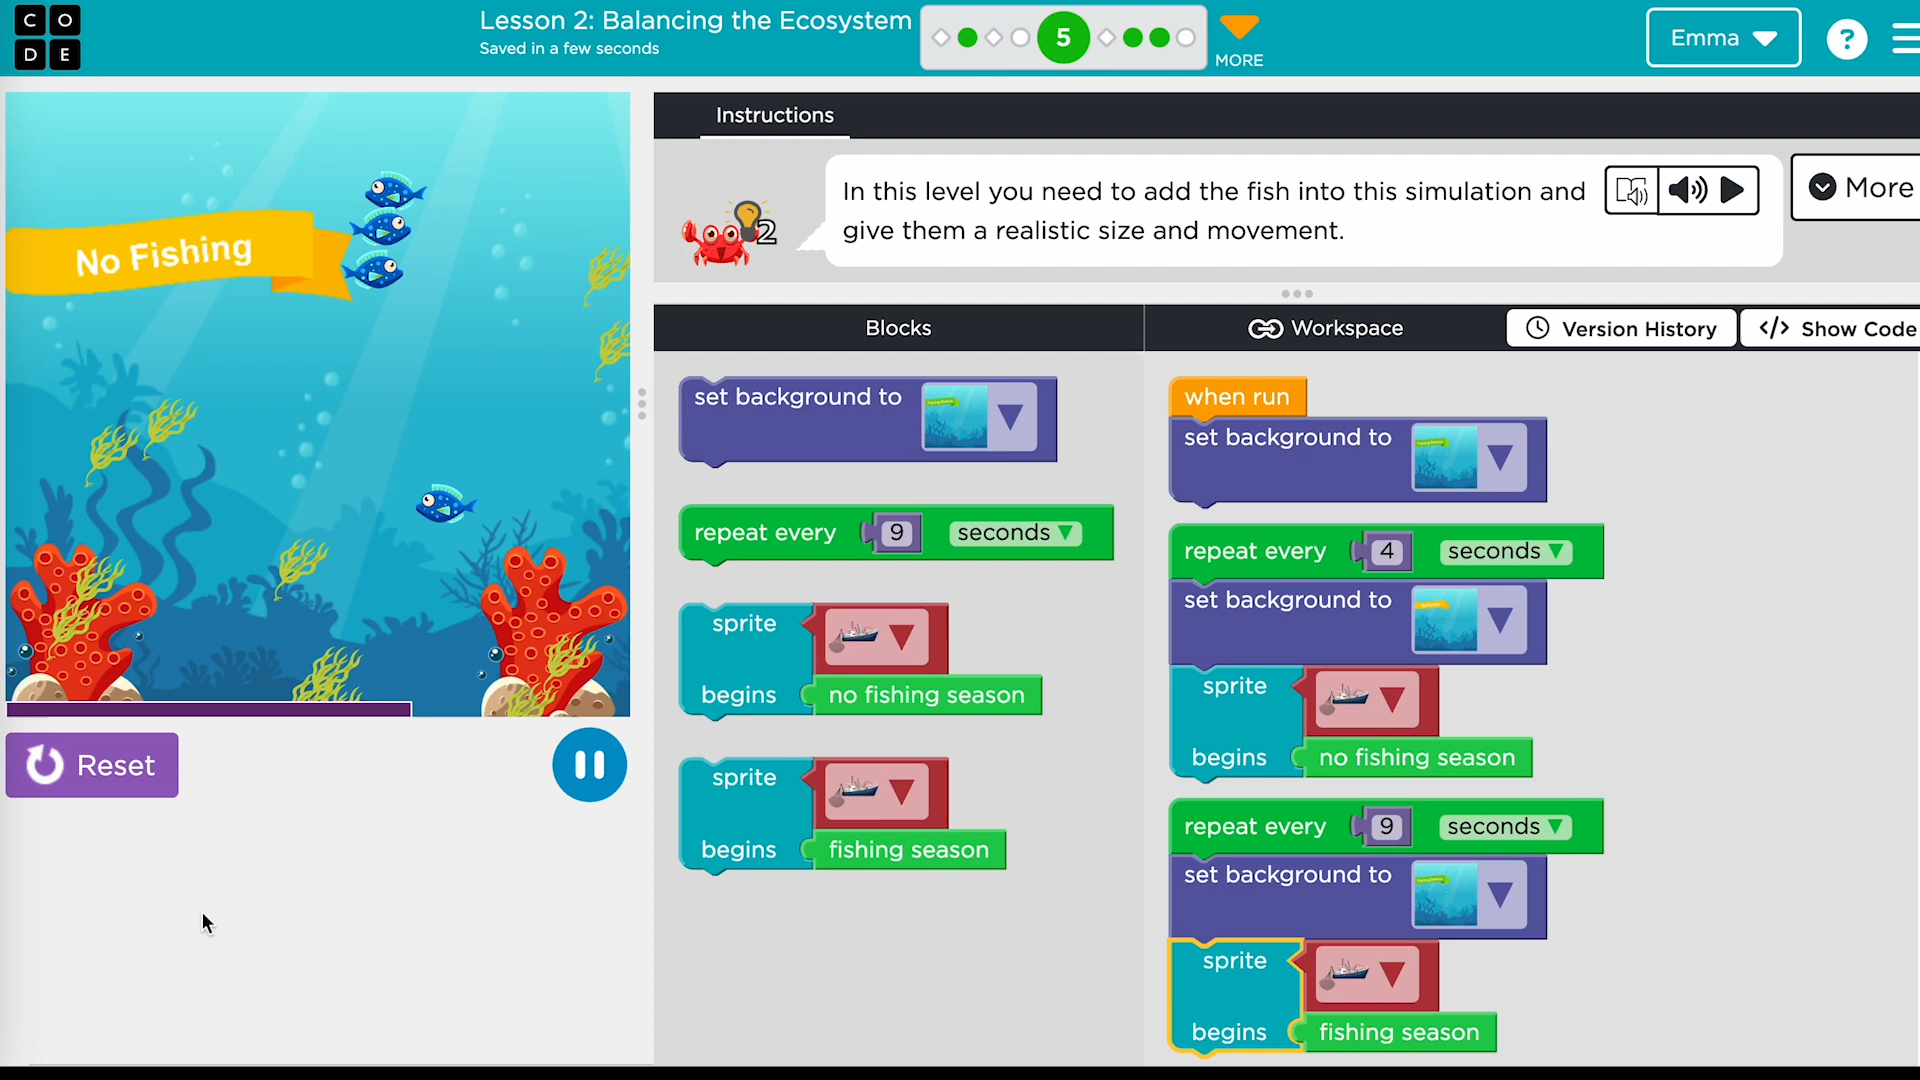 CO
DE
Lesson 2: Balancing the Ecosystem
Saved in a few seconds
5
MORE
Emma
?
Instructions
In this level you need to add the fish into this simulation and
give them a realistic size and movement.
2
More
No Fishing
Blocks
Workspace
Version History
</> Show Code
set background to
repeat every 9 seconds
sprite
begins no fishing season
sprite
begins fishing season
when run
set background to
repeat every 4 seconds
set background to
sprite
begins no fishing season
repeat every 9 seconds
set background to
sprite
begins fishing season
Reset